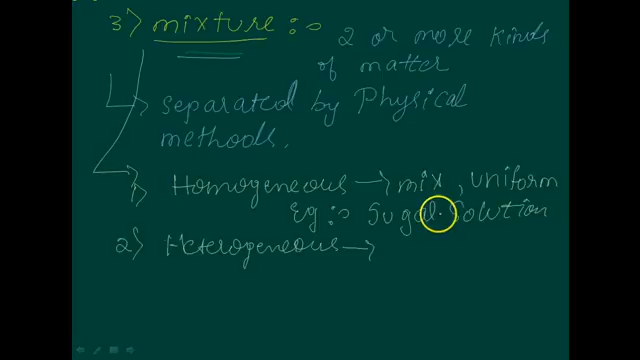 3) mixture :-
2 or more kinds
of matter
separated by Physical
methods.
1) Homogeneous → mix, uniform
Eg :- Sugar Solution
2) Heterogeneous →